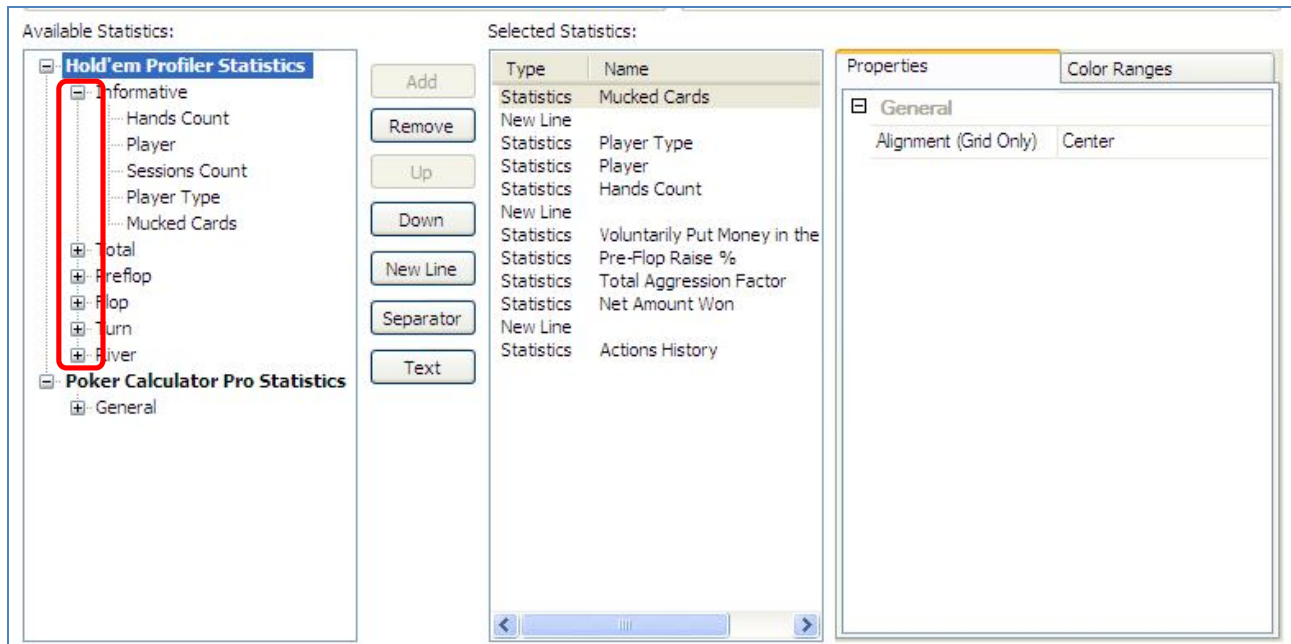 Available Statistics:
Hold'em Profiler Statistics
Informative
Hands Count
Player
Sessions Count
Player Type
Mucked Cards
Total
Preflop
Flop
Turn
River
Poker Calculator Pro Statistics
General
Add
Remove
Up
Down
New Line
Separator
Text
Selected Statistics:
Type Name
Statistics Mucked Cards
New Line
Statistics Player Type
Statistics Player
Statistics Hands Count
New Line
Statistics Voluntarily Put Money in the
Statistics Pre-Flop Raise %
Statistics Total Aggression Factor
Statistics Net Amount Won
New Line
Statistics Actions History
Properties Color Ranges
General
Alignment (Grid Only) Center